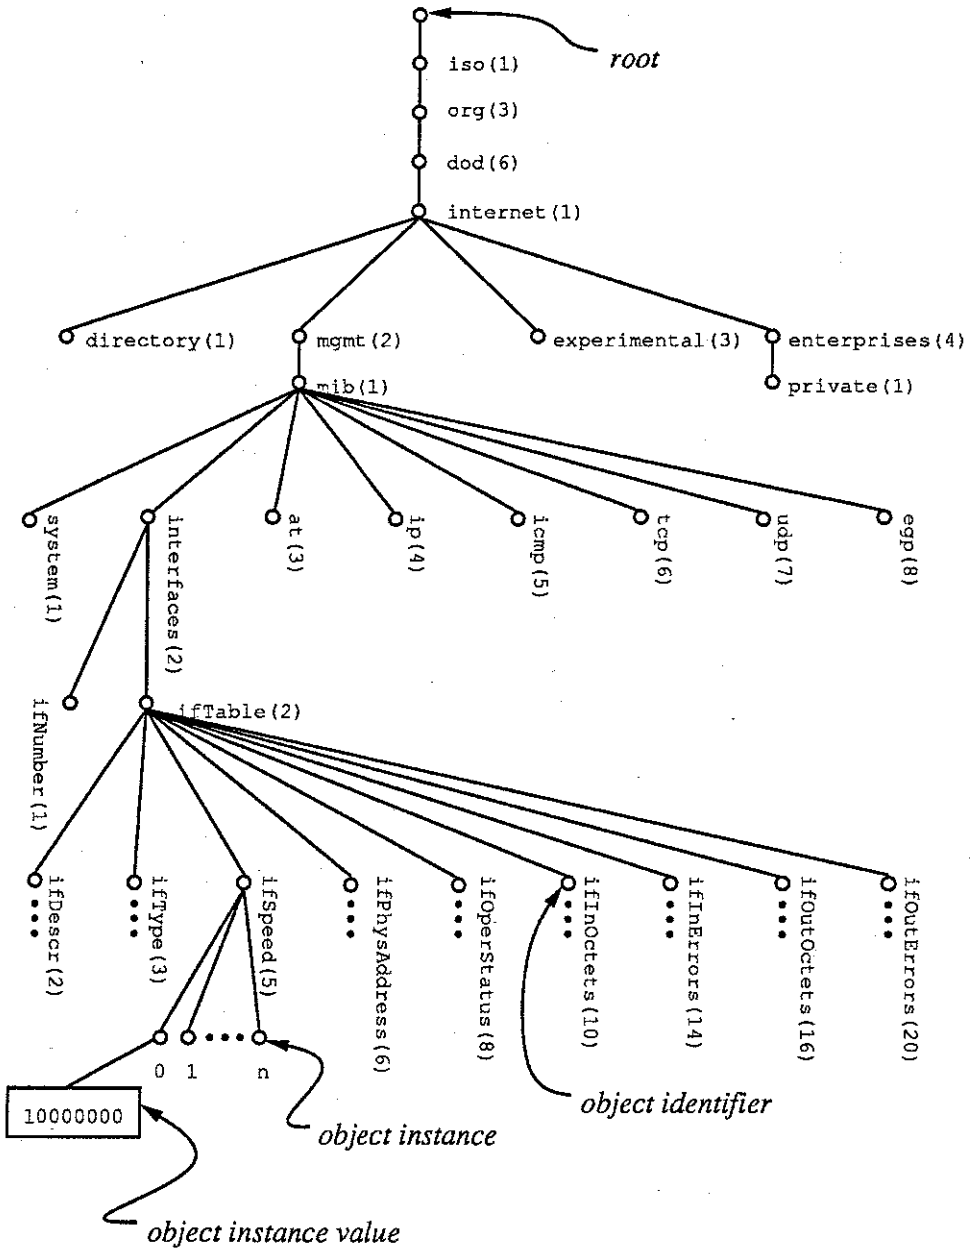 root
iso(1)
org(3)
dod(6)
internet(1)
directory(1)
mgmt(2)
experimental(3)
enterprises(4)
mib(1)
private(1)
system(1)
interfaces(2)
at(3)
ip(4)
icmp(5)
tcp(6)
udp(7)
egp(8)
ifNumber(1)
ifTable(2)
ifDescr(2)
ifType(3)
ifSpeed(5)
ifPhysAddress(6)
ifOperStatus(8)
ifInOctets(10)
ifInErrors(14)
ifOutOctets(16)
ifOutErrors(20)
0 1 n
10000000
object identifier
object instance
object instance value